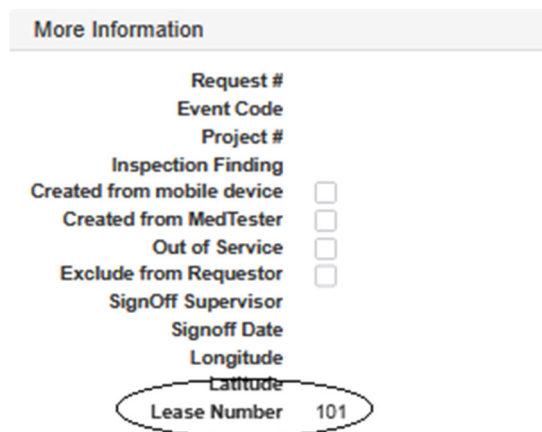 More Information
Request #
Event Code
Project #
Inspection Finding
Created from mobile device
Created from MedTester
Out of Service
Exclude from Requestor
SignOff Supervisor
Signoff Date
Longitude
Latitude
Lease Number 101